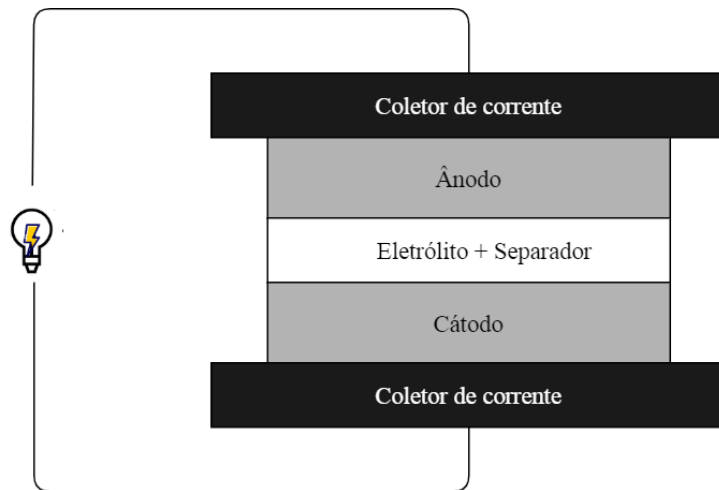 Coletor de corrente
Ânodo
Eletrólito + Separador
Cátodo
Coletor de corrente